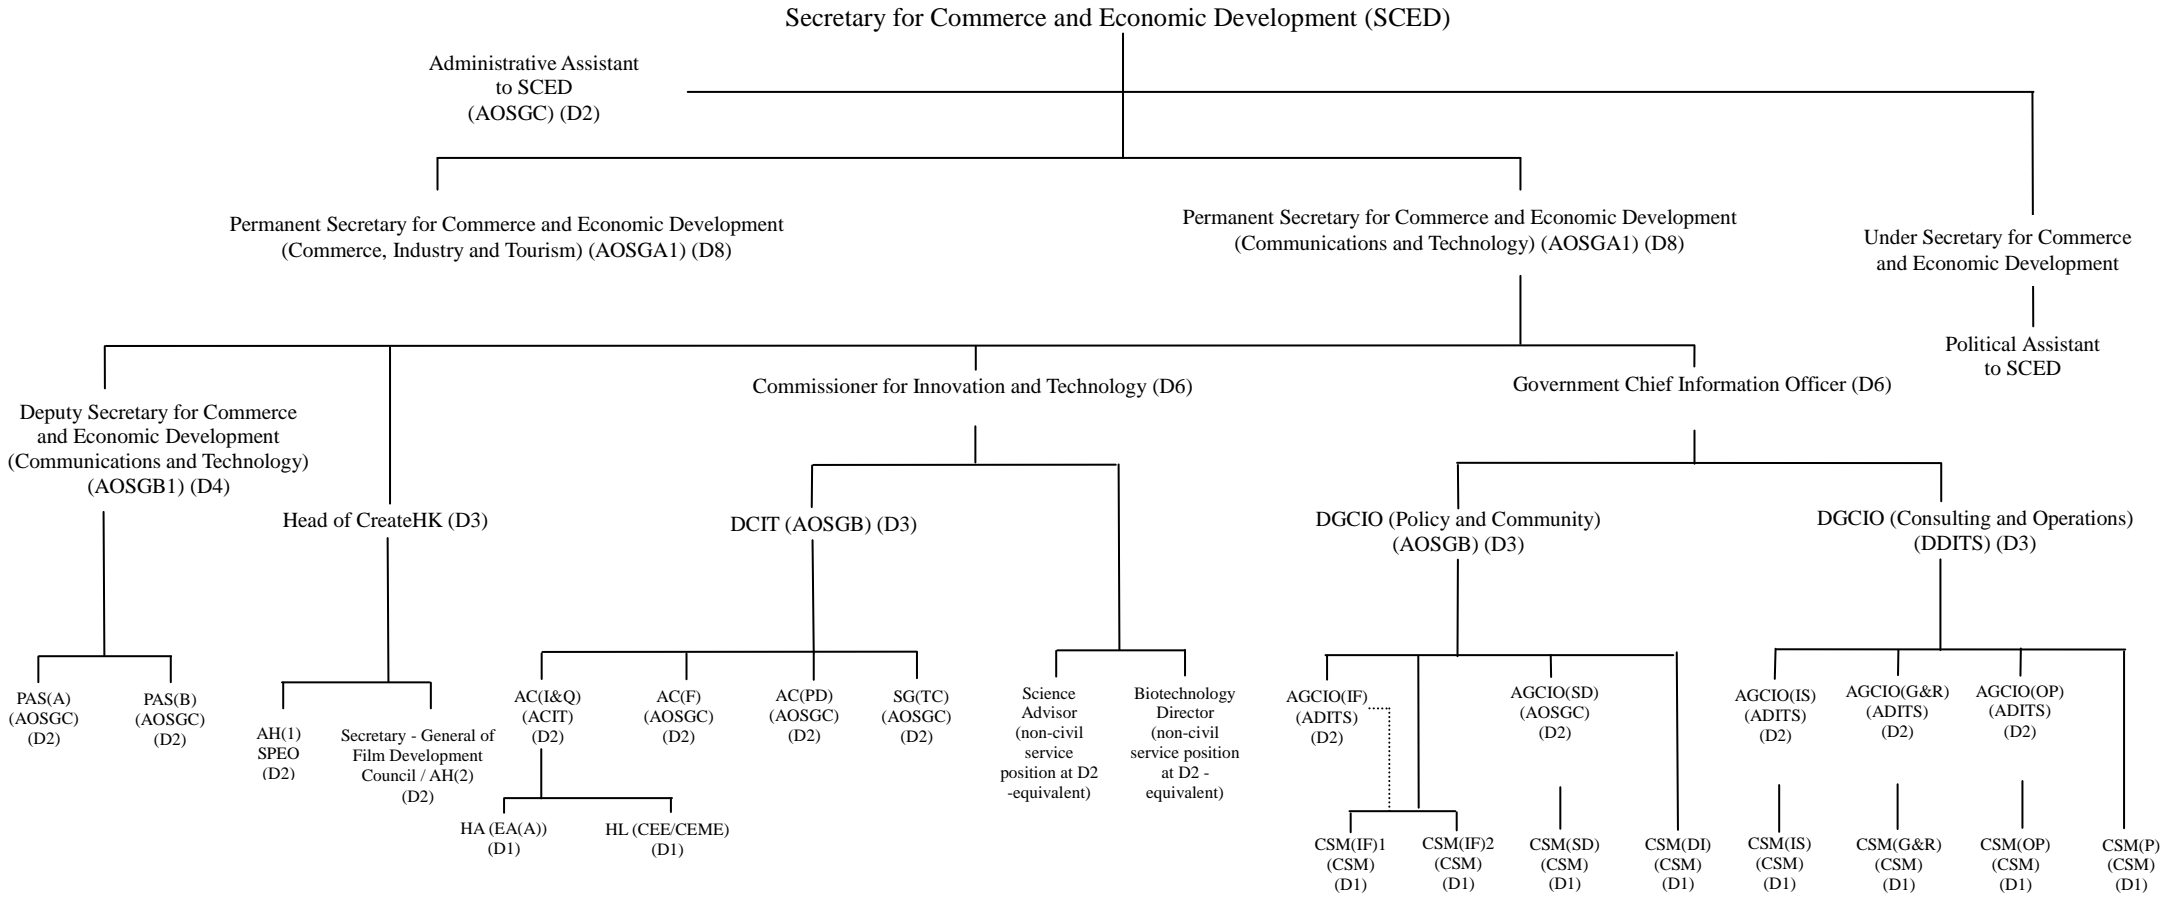 Secretary for Commerce and Economic Development (SCED)
Administrative Assistant
to SCED
(AOSGC) (D2)
Permanent Secretary for Commerce and Economic Development
(Commerce, Industry and Tourism) (AOSGA1) (D8)
Permanent Secretary for Commerce and Economic Development
(Communications and Technology) (AOSGA1) (D8)
Under Secretary for Commerce
and Economic Development
Political Assistant
to SCED
Deputy Secretary for Commerce
and Economic Development
(Communications and Technology)
(AOSGB1) (D4)
Commissioner for Innovation and Technology (D6)
Government Chief Information Officer (D6)
Head of CreateHK (D3)
DCIT (AOSGB) (D3)
DGCIO (Policy and Community)
(AOSGB) (D3)
DGCIO (Consulting and Operations)
(DDITS) (D3)
PAS(A)
(AOSGC)
(D2)
PAS(B)
(AOSGC)
(D2)
AH(1)
SPEO
(D2)
Secretary - General of
Film Development
Council / AH(2)
(D2)
AC(I&Q)
(ACIT)
(D2)
AC(F)
(AOSGC)
(D2)
AC(PD)
(AOSGC)
(D2)
SG(TC)
(AOSGC)
(D2)
Science
Advisor
(non-civil
service
position at D2
-equivalent)
Biotechnology
Director
(non-civil
service position
at D2 -
equivalent)
AGCIO(IF)
(ADITS)
(D2)
AGCIO(SD)
(AOSGC)
(D2)
AGCIO(IS)
(ADITS)
(D2)
AGCIO(G&R)
(ADITS)
(D2)
AGCIO(OP)
(ADITS)
(D2)
HA (EA(A))
(D1)
HL (CEE/CEME)
(D1)
CSM(IF)1
(CSM)
(D1)
CSM(IF)2
(CSM)
(D1)
CSM(SD)
(CSM)
(D1)
CSM(DI)
(CSM)
(D1)
CSM(IS)
(CSM)
(D1)
CSM(G&R)
(CSM)
(D1)
CSM(OP)
(CSM)
(D1)
CSM(P)
(CSM)
(D1)